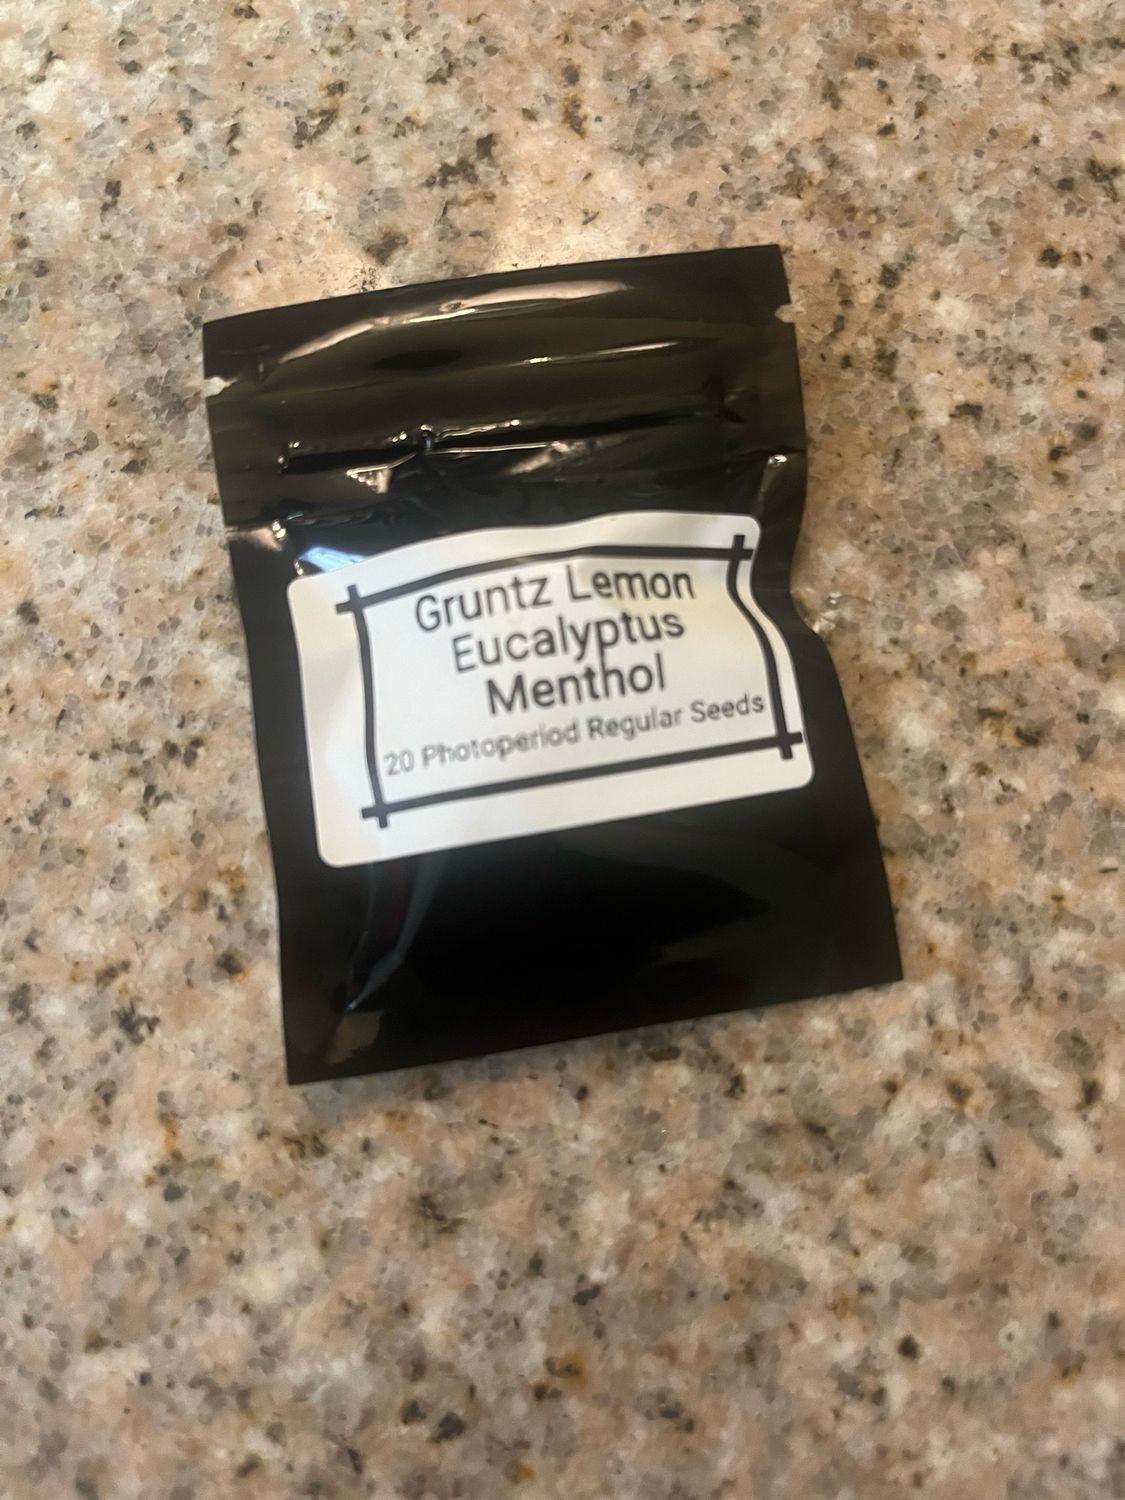 Gruntz Lemon
Eucalyptus
Menthol
20 Photoperiod Regular Seeds